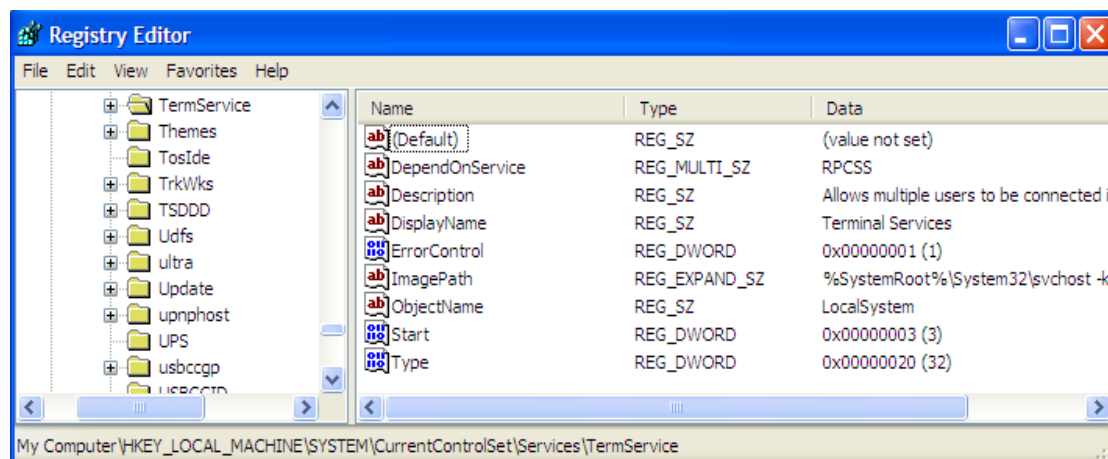 Registry Editor
File Edit View Favorites Help
TermService
Themes
TosIde
TrkWks
TSDDD
Udfs
ultra
Update
upnphost
UPS
usbccgp
USBCCID
Name Type Data
(Default) REG_SZ (value not set)
DependOnService REG_MULTI_SZ RPCSS
Description REG_SZ Allows multiple users to be connected i
DisplayName REG_SZ Terminal Services
ErrorControl REG_DWORD 0x00000001 (1)
ImagePath REG_EXPAND_SZ %SystemRoot%\System32\svchost -k
ObjectName REG_SZ LocalSystem
Start REG_DWORD 0x00000003 (3)
Type REG_DWORD 0x00000020 (32)
My Computer\HKEY_LOCAL_MACHINE\SYSTEM\CurrentControlSet\Services\TermService